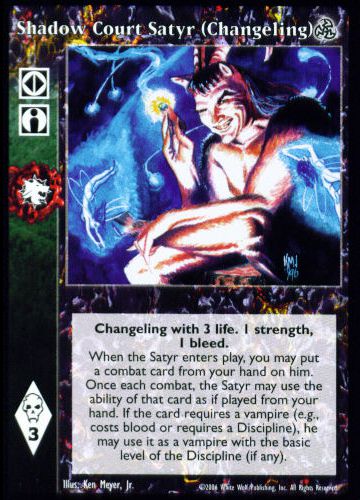 Shadow Court Satyr (Changeling)
KMJ
Changeling with 3 life. 1 strength,
1 bleed.
When the Satyr enters play, you may put
a combat card from your hand on him.
Once each combat, the Satyr may use the
ability of that card as if played from your
hand. If the card requires a vampire (e.g.,
costs blood or requires a Discipline), he
may use it as a vampire with the basic
level of the Discipline (if any).
3
Illus: Ken Meyer, Jr.
©2006 White Wolf Publishing, Inc. All Rights Reserved.